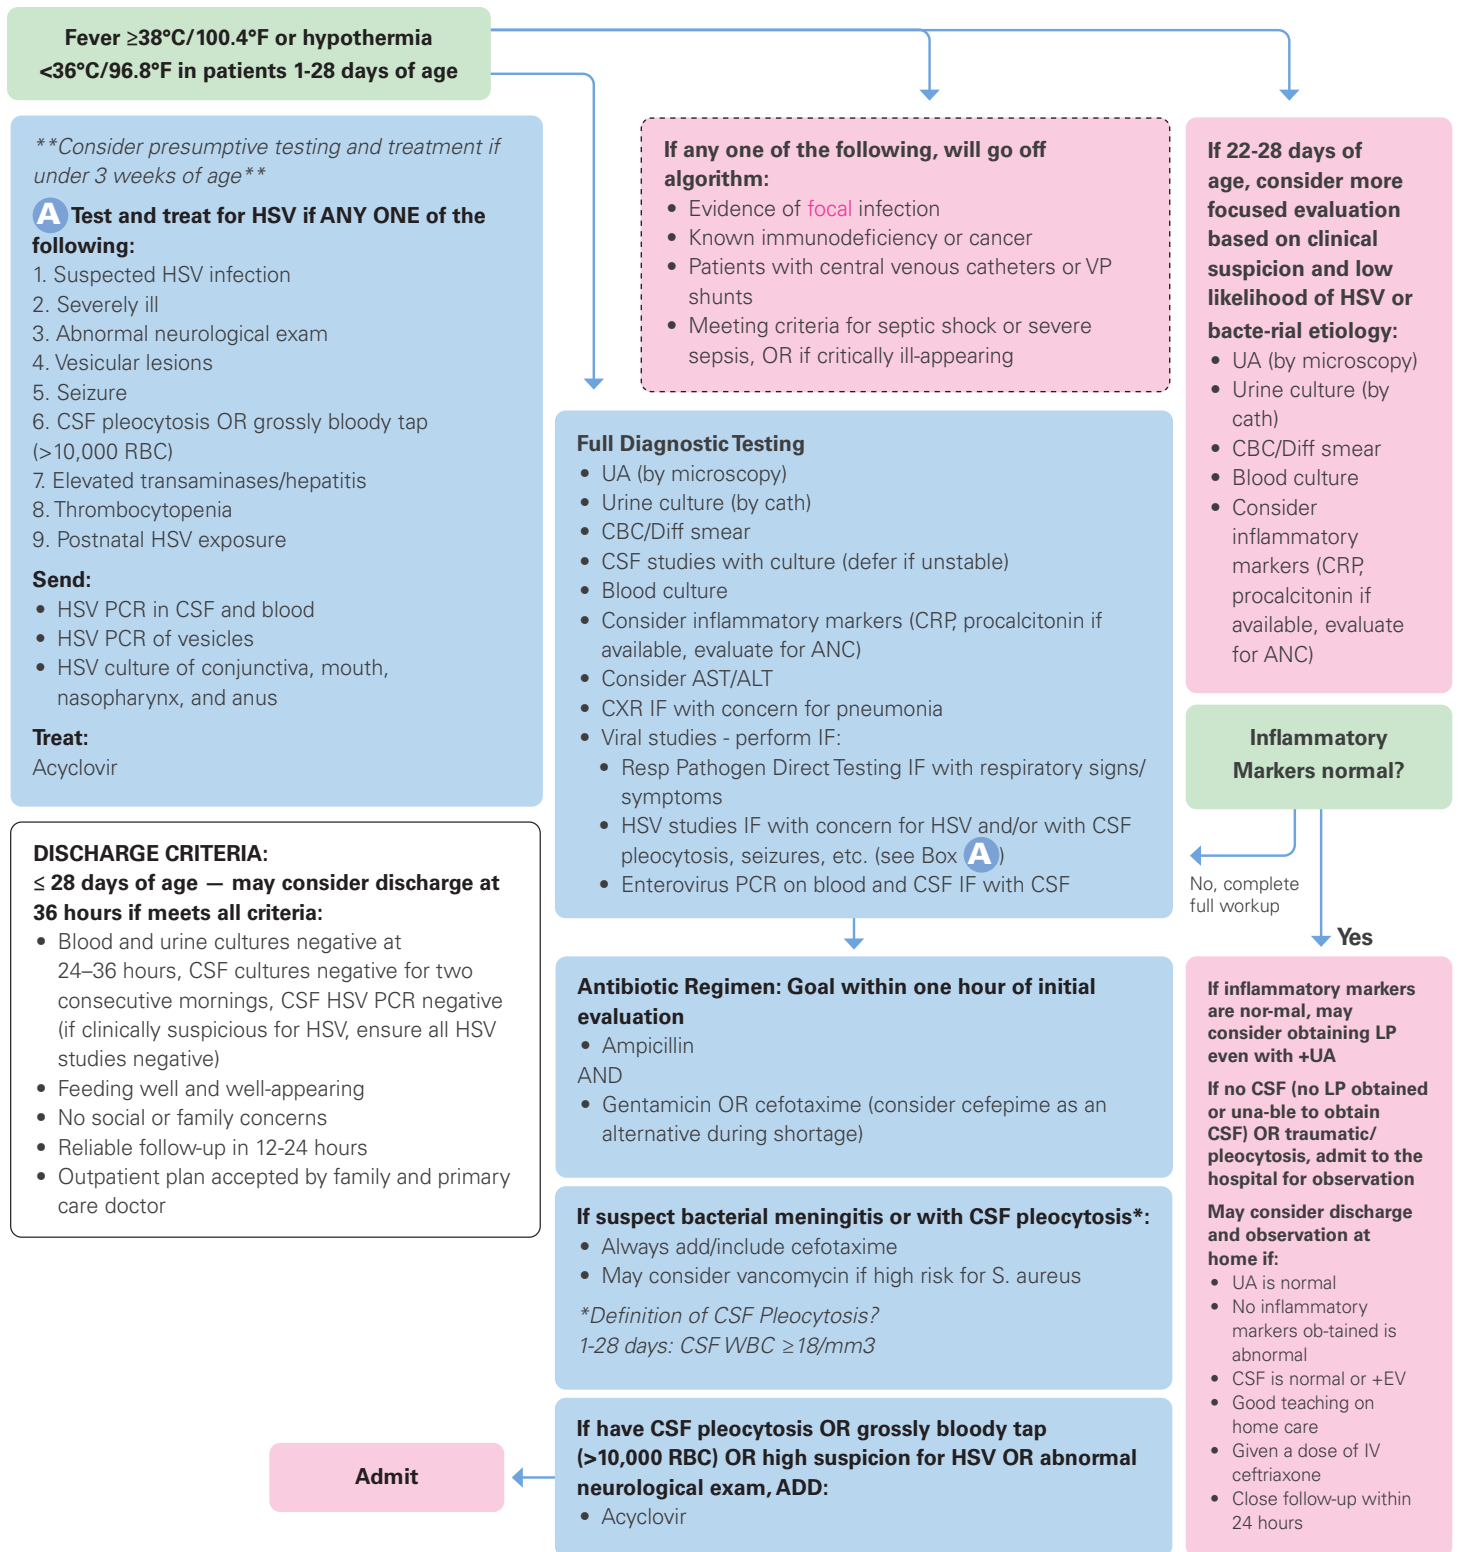 Fever ≥38°C/100.4°F or hypothermia
<36°C/96.8°F in patients 1-28 days of age
**Consider presumptive testing and treatment if
under 3 weeks of age**
A Test and treat for HSV if ANY ONE of the
following:
1. Suspected HSV infection
2. Severely ill
3. Abnormal neurological exam
4. Vesicular lesions
5. Seizure
6. CSF pleocytosis OR grossly bloody tap
(>10,000 RBC)
7. Elevated transaminases/hepatitis
8. Thrombocytopenia
9. Postnatal HSV exposure
Send:
• HSV PCR in CSF and blood
• HSV PCR of vesicles
• HSV culture of conjunctiva, mouth,
nasopharynx, and anus
Treat:
Acyclovir
DISCHARGE CRITERIA:
≤ 28 days of age — may consider discharge at
36 hours if meets all criteria:
• Blood and urine cultures negative at
24–36 hours, CSF cultures negative for two
consecutive mornings, CSF HSV PCR negative
(if clinically suspicious for HSV, ensure all HSV
studies negative)
• Feeding well and well-appearing
• No social or family concerns
• Reliable follow-up in 12-24 hours
• Outpatient plan accepted by family and primary
care doctor
If any one of the following, will go off
algorithm:
• Evidence of focal infection
• Known immunodeficiency or cancer
• Patients with central venous catheters or VP
shunts
• Meeting criteria for septic shock or severe
sepsis, OR if critically ill-appearing
Full Diagnostic Testing
• UA (by microscopy)
• Urine culture (by cath)
• CBC/Diff smear
• CSF studies with culture (defer if unstable)
• Blood culture
• Consider inflammatory markers (CRP, procalcitonin if
available, evaluate for ANC)
• Consider AST/ALT
• CXR IF with concern for pneumonia
• Viral studies - perform IF:
• Resp Pathogen Direct Testing IF with respiratory signs/
symptoms
• HSV studies IF with concern for HSV and/or with CSF
pleocytosis, seizures, etc. (see Box A)
• Enterovirus PCR on blood and CSF IF with CSF
Antibiotic Regimen: Goal within one hour of initial
evaluation
• Ampicillin
AND
• Gentamicin OR cefotaxime (consider cefepime as an
alternative during shortage)
If suspect bacterial meningitis or with CSF pleocytosis*:
• Always add/include cefotaxime
• May consider vancomycin if high risk for S. aureus
*Definition of CSF Pleocytosis?
1-28 days: CSF WBC ≥18/mm3
If have CSF pleocytosis OR grossly bloody tap
(>10,000 RBC) OR high suspicion for HSV OR abnormal
neurological exam, ADD:
• Acyclovir
Admit
If 22-28 days of
age, consider more
focused evaluation
based on clinical
suspicion and low
likelihood of HSV or
bacte-rial etiology:
• UA (by microscopy)
• Urine culture (by
cath)
• CBC/Diff smear
• Blood culture
• Consider
inflammatory
markers (CRP,
procalcitonin if
available, evaluate
for ANC)
Inflammatory
Markers normal?
No, complete
full workup
Yes
If inflammatory markers
are nor-mal, may
consider obtaining LP
even with +UA
If no CSF (no LP obtained
or una-ble to obtain
CSF) OR traumatic/
pleocytosis, admit to the
hospital for observation
May consider discharge
and observation at
home if:
• UA is normal
• No inflammatory
markers ob-tained is
abnormal
• CSF is normal or +EV
• Good teaching on
home care
• Given a dose of IV
ceftriaxone
• Close follow-up within
24 hours